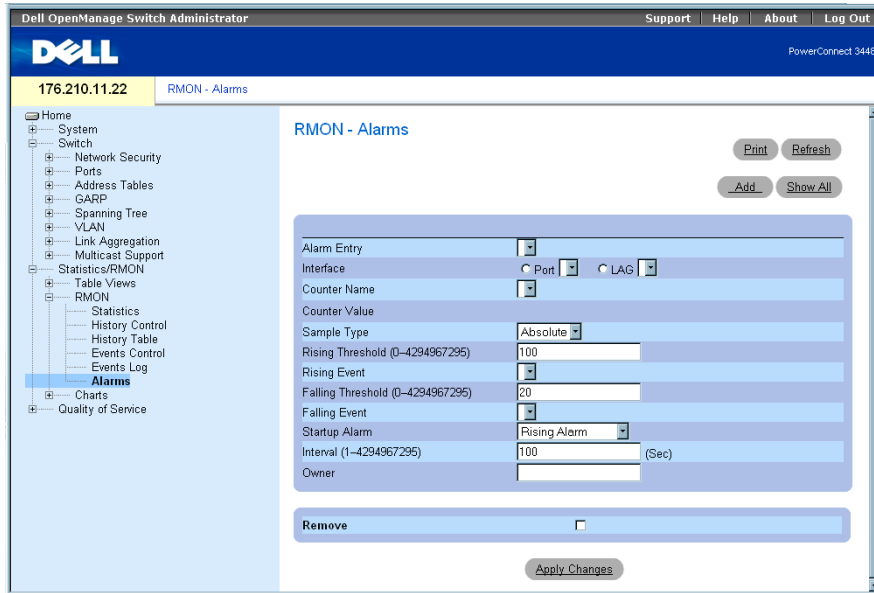 Dell OpenManage Switch Administrator
Support | Help | About | Log Out
DELL
PowerConnect 3448
176.210.11.22
RMON - Alarms
Home
System
Switch
Network Security
Ports
Address Tables
GARP
Spanning Tree
VLAN
Link Aggregation
Multicast Support
Statistics/RMON
Table Views
RMON
Statistics
History Control
History Table
Events Control
Events Log
Alarms
Charts
Quality of Service
RMON - Alarms
Print Refresh
Add Show All
Alarm Entry
Interface Port LAG
Counter Name
Counter Value
Sample Type Absolute
Rising Threshold (0–4294967295) 100
Rising Event
Falling Threshold (0–4294967295) 20
Falling Event
Startup Alarm Rising Alarm
Interval (1–4294967295) 100 (Sec)
Owner
Remove
Apply Changes